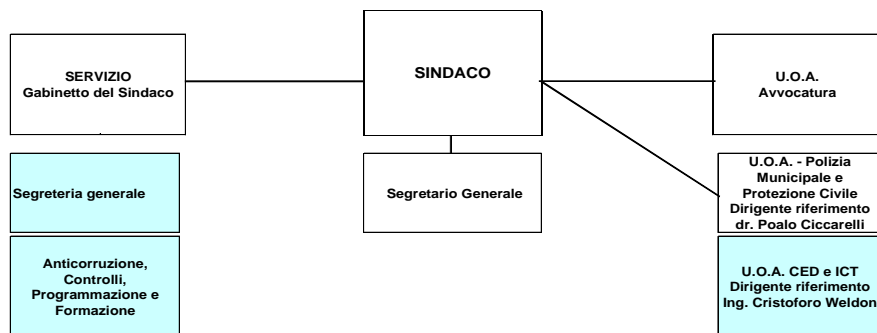 SERVIZIO
Gabinetto del Sindaco
SINDACO
U.O.A.
Avvocatura
Segreteria generale
Segretario Generale
U.O.A. - Polizia
Municipale e
Protezione Civile
Dirigente riferimento
dr. Poalo Ciccarelli
Anticorruzione,
Controlli,
Programmazione e
Formazione
U.O.A. CED e ICT
Dirigente riferimento
Ing. Cristoforo Weldon